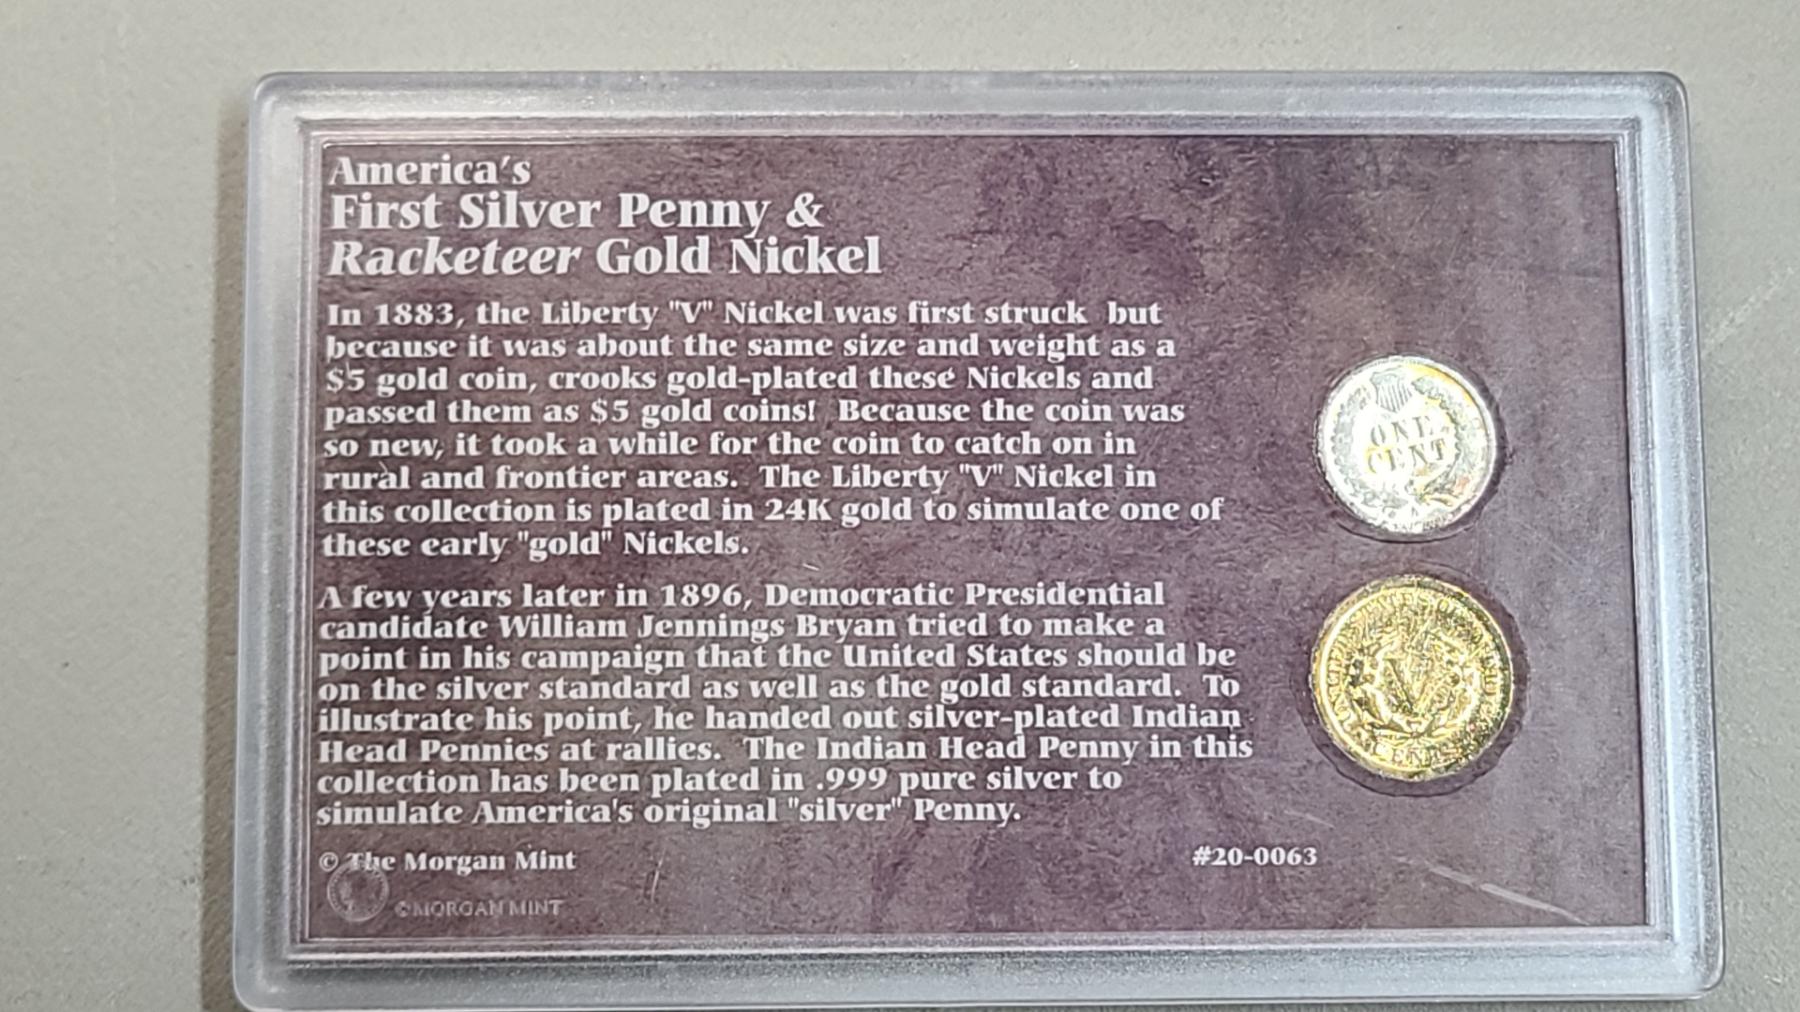 America's
First Silver Penny &
Racketeer Gold Nickel
In 1883, the Liberty "V" Nickel was first struck but
because it was about the same size and weight as a
$5 gold coin, crooks gold-plated these Nickels and
passed them as $5 gold coins! Because the coin was
so new, it took a while for the coin to catch on in
rural and frontier areas. The Liberty "V" Nickel in
this collection is plated in 24K gold to simulate one of
these early "gold" Nickels.
A few years later in 1896, Democratic Presidential
candidate William Jennings Bryan tried to make a
point in his campaign that the United States should be
on the silver standard as well as the gold standard. To
illustrate his point, he handed out silver-plated Indian
Head Pennies at rallies. The Indian Head Penny in this
collection has been plated in .999 pure silver to
simulate America's original "silver" Penny.
© The Morgan Mint
#20-0063
©MORGAN MINT
ONE
CENT
V